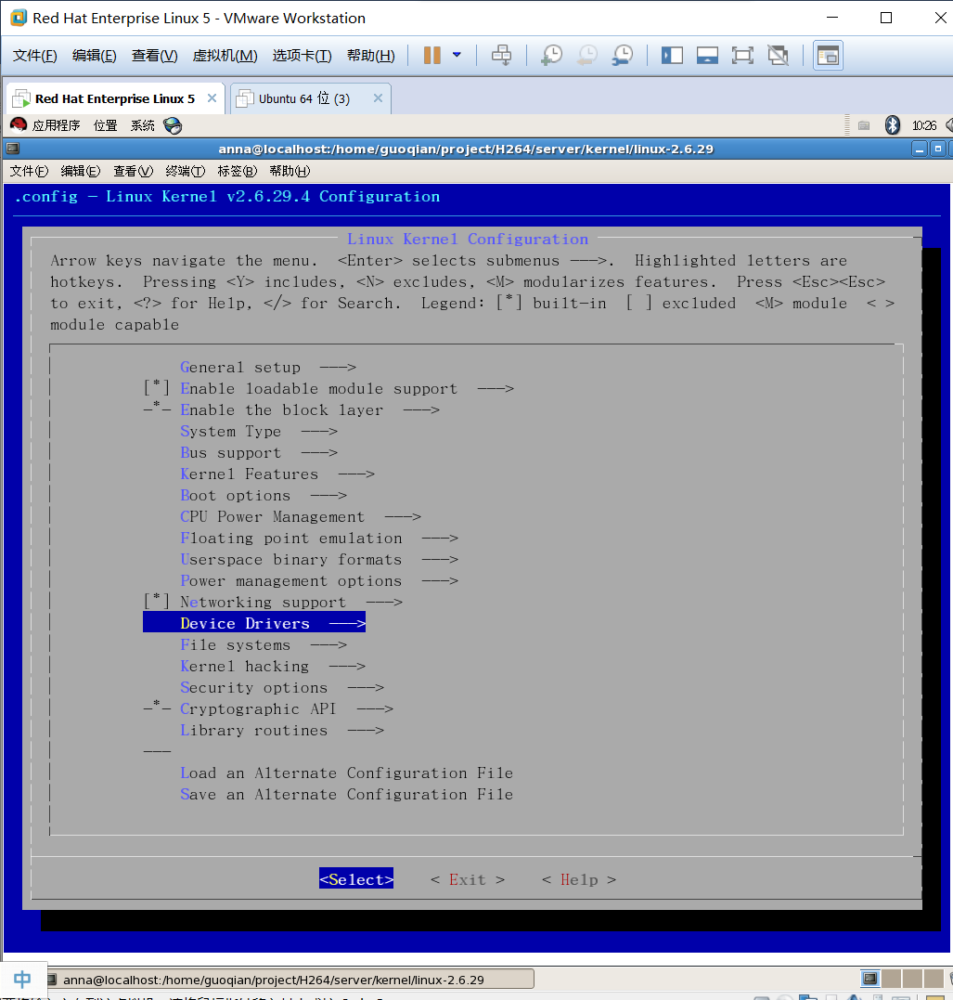 Red Hat Enterprise Linux 5 - VMware Workstation
文件(F) 编辑(E) 查看(V) 虚拟机(M) 选项卡(T) 帮助(H)
Red Hat Enterprise Linux 5 Ubuntu 64 位 (3)
应用程序 位置 系统 10:26
anna@localhost:/home/guoqian/project/H264/server/kernel/linux-2.6.29
文件(F) 编辑(E) 查看(V) 终端(T) 标签(B) 帮助(H)
.config - Linux Kernel v2.6.29.4 Configuration
Linux Kernel Configuration
Arrow keys navigate the menu. <Enter> selects submenus --->. Highlighted letters are
hotkeys. Pressing <Y> includes, <N> excludes, <M> modularizes features. Press <Esc><Esc>
to exit, <?> for Help, </> for Search. Legend: [*] built-in [ ] excluded <M> module < >
module capable
General setup --->
[*] Enable loadable module support --->
-*- Enable the block layer --->
System Type --->
Bus support --->
Kernel Features --->
Boot options --->
CPU Power Management --->
Floating point emulation --->
Userspace binary formats --->
Power management options --->
[*] Networking support --->
Device Drivers --->
File systems --->
Kernel hacking --->
Security options --->
-*- Cryptographic API --->
Library routines --->
---
Load an Alternate Configuration File
Save an Alternate Configuration File
<Select> < Exit > < Help >
中 anna@localhost:/home/guoqian/project/H264/server/kernel/linux-2.6.29